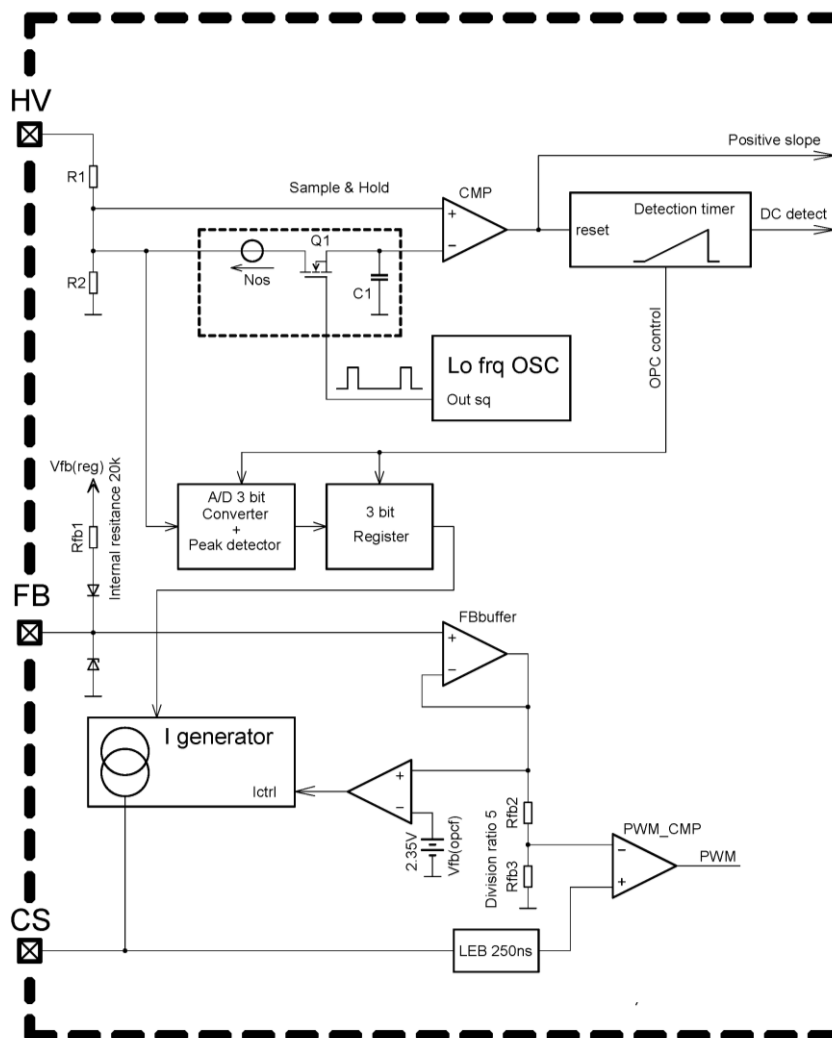 HV
R1
R2
Sample & Hold
Nos
Q1
C1
CMP
+
−
Positive slope
Detection timer
reset
DC detect
OPC control
Lo frq OSC
Out sq
Vfb(reg)
Rfb1
Internal resitance 20k
A/D 3 bit
Converter
+
Peak detector
3 bit
Register
FB
FBbuffer
+
−
I generator
Ictrl
+
−
2.35V
Vfb(opcf)
Division ratio 5
Rfb2
Rfb3
PWM_CMP
−
+
PWM
CS
LEB 250ns